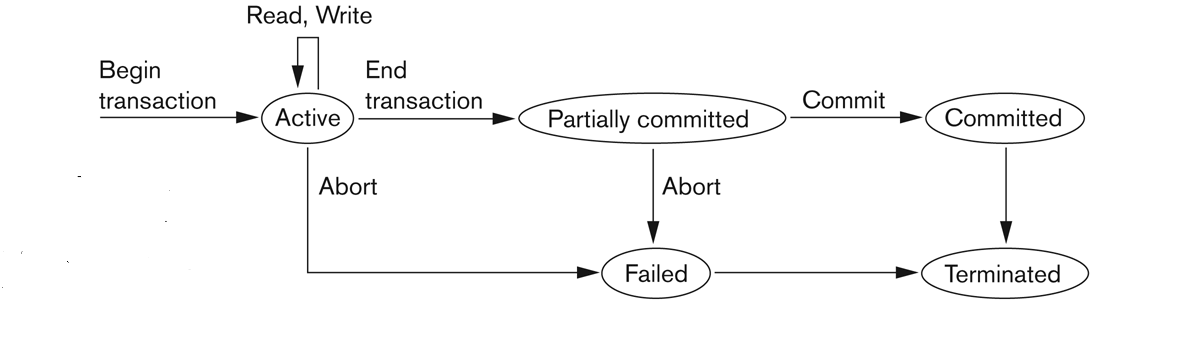 Read, Write
Begin
transaction
End
transaction
Active
Partially committed
Commit
Committed
Abort
Abort
Failed
Terminated